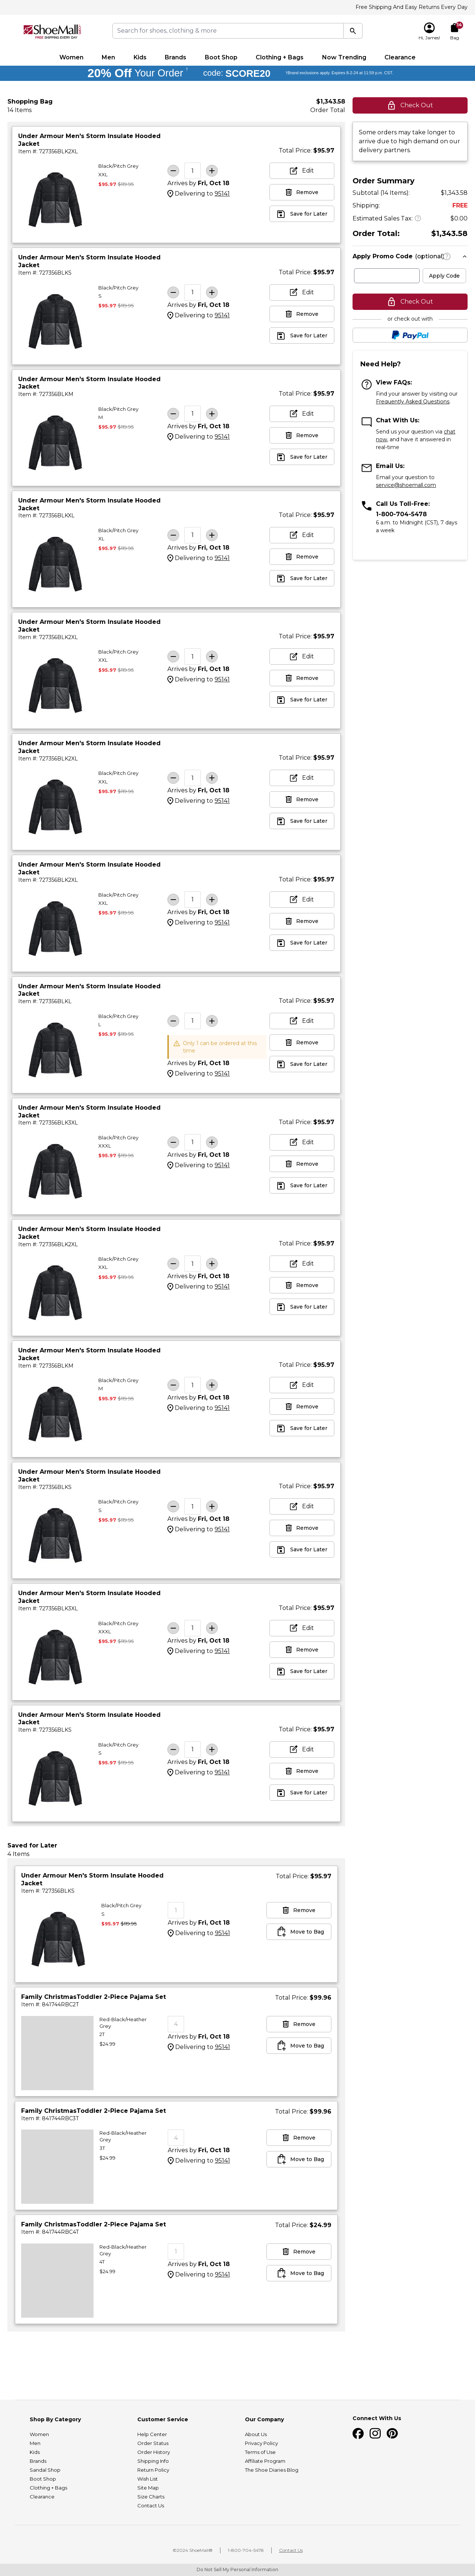 Free Shipping And Easy Returns Every Day
SHOEMALL
EVERYDAY FREE SHIPPING
Search for shoes, clothing & more
Hi, James!
14
Bag
Women Men Kids Brands Boot Shop Clothing + Bags Now Trending Clearance
20% Off Your Order † code: SCORE20
†Brand exclusions apply. Expires 8-2-24 at 11:59 p.m. CST.
Shopping Bag $1,343.58
14 Items Order Total
Under Armour Men's Storm Insulate Hooded
Jacket
Item #: 727356BLK2XL
Total Price: $95.97
Black/Pitch Grey
XXL
$95.97 $119.95
1
Arrives by Fri, Oct 18
Delivering to 95141
Edit
Remove
Save for Later
Under Armour Men's Storm Insulate Hooded
Jacket
Item #: 727356BLKS
Total Price: $95.97
Black/Pitch Grey
S
$95.97 $119.95
1
Arrives by Fri, Oct 18
Delivering to 95141
Edit
Remove
Save for Later
Under Armour Men's Storm Insulate Hooded
Jacket
Item #: 727356BLKM
Total Price: $95.97
Black/Pitch Grey
M
$95.97 $119.95
1
Arrives by Fri, Oct 18
Delivering to 95141
Edit
Remove
Save for Later
Under Armour Men's Storm Insulate Hooded
Jacket
Item #: 727356BLKXL
Total Price: $95.97
Black/Pitch Grey
XL
$95.97 $119.95
1
Arrives by Fri, Oct 18
Delivering to 95141
Edit
Remove
Save for Later
Under Armour Men's Storm Insulate Hooded
Jacket
Item #: 727356BLK2XL
Total Price: $95.97
Black/Pitch Grey
XXL
$95.97 $119.95
1
Arrives by Fri, Oct 18
Delivering to 95141
Edit
Remove
Save for Later
Under Armour Men's Storm Insulate Hooded
Jacket
Item #: 727356BLK2XL
Total Price: $95.97
Black/Pitch Grey
XXL
$95.97 $119.95
1
Arrives by Fri, Oct 18
Delivering to 95141
Edit
Remove
Save for Later
Under Armour Men's Storm Insulate Hooded
Jacket
Item #: 727356BLK2XL
Total Price: $95.97
Black/Pitch Grey
XXL
$95.97 $119.95
1
Arrives by Fri, Oct 18
Delivering to 95141
Edit
Remove
Save for Later
Under Armour Men's Storm Insulate Hooded
Jacket
Item #: 727356BLKL
Total Price: $95.97
Black/Pitch Grey
L
$95.97 $119.95
1
Only 1 can be ordered at this
time.
Arrives by Fri, Oct 18
Delivering to 95141
Edit
Remove
Save for Later
Under Armour Men's Storm Insulate Hooded
Jacket
Item #: 727356BLK3XL
Total Price: $95.97
Black/Pitch Grey
XXXL
$95.97 $119.95
1
Arrives by Fri, Oct 18
Delivering to 95141
Edit
Remove
Save for Later
Under Armour Men's Storm Insulate Hooded
Jacket
Item #: 727356BLK2XL
Total Price: $95.97
Black/Pitch Grey
XXL
$95.97 $119.95
1
Arrives by Fri, Oct 18
Delivering to 95141
Edit
Remove
Save for Later
Under Armour Men's Storm Insulate Hooded
Jacket
Item #: 727356BLKM
Total Price: $95.97
Black/Pitch Grey
M
$95.97 $119.95
1
Arrives by Fri, Oct 18
Delivering to 95141
Edit
Remove
Save for Later
Under Armour Men's Storm Insulate Hooded
Jacket
Item #: 727356BLKS
Total Price: $95.97
Black/Pitch Grey
S
$95.97 $119.95
1
Arrives by Fri, Oct 18
Delivering to 95141
Edit
Remove
Save for Later
Under Armour Men's Storm Insulate Hooded
Jacket
Item #: 727356BLK3XL
Total Price: $95.97
Black/Pitch Grey
XXXL
$95.97 $119.95
1
Arrives by Fri, Oct 18
Delivering to 95141
Edit
Remove
Save for Later
Under Armour Men's Storm Insulate Hooded
Jacket
Item #: 727356BLKS
Total Price: $95.97
Black/Pitch Grey
S
$95.97 $119.95
1
Arrives by Fri, Oct 18
Delivering to 95141
Edit
Remove
Save for Later
Saved for Later
4 Items
Under Armour Men's Storm Insulate Hooded
Jacket
Item #: 727356BLKS
Total Price: $95.97
Black/Pitch Grey
S
$95.97 $119.95
1
Arrives by Fri, Oct 18
Delivering to 95141
Remove
Move to Bag
Family ChristmasToddler 2-Piece Pajama Set
Item #: 841744RBC2T
Total Price: $99.96
Red-Black/Heather
Grey
2T
$24.99
4
Arrives by Fri, Oct 18
Delivering to 95141
Remove
Move to Bag
Family ChristmasToddler 2-Piece Pajama Set
Item #: 841744RBC3T
Total Price: $99.96
Red-Black/Heather
Grey
3T
$24.99
4
Arrives by Fri, Oct 18
Delivering to 95141
Remove
Move to Bag
Family ChristmasToddler 2-Piece Pajama Set
Item #: 841744RBC4T
Total Price: $24.99
Red-Black/Heather
Grey
4T
$24.99
1
Arrives by Fri, Oct 18
Delivering to 95141
Remove
Move to Bag
Check Out
Some orders may take longer to
arrive due to high demand on our
delivery partners.
Order Summary
Subtotal (14 Items): $1,343.58
Shipping: FREE
Estimated Sales Tax: ? $0.00
Order Total: $1,343.58
Apply Promo Code (optional) ?
Apply Code
Check Out
or check out with
PayPal
Need Help?
View FAQs:
Find your answer by visiting our
Frequently Asked Questions.
Chat With Us:
Send us your question via chat
now, and have it answered in
real-time
Email Us:
Email your question to
service@shoemall.com
Call Us Toll-Free:
1-800-704-5478
6 a.m. to Midnight (CST), 7 days
a week
Shop By Category
Women
Men
Kids
Brands
Sandal Shop
Boot Shop
Clothing + Bags
Clearance
Customer Service
Help Center
Order Status
Order History
Shipping Info
Return Policy
Wish List
Site Map
Size Charts
Contact Us
Our Company
About Us
Privacy Policy
Terms of Use
Affiliate Program
The Shoe Diaries Blog
Connect With Us
©2024 ShoeMall® 1-800-704-5478 Contact Us
Do Not Sell My Personal Information